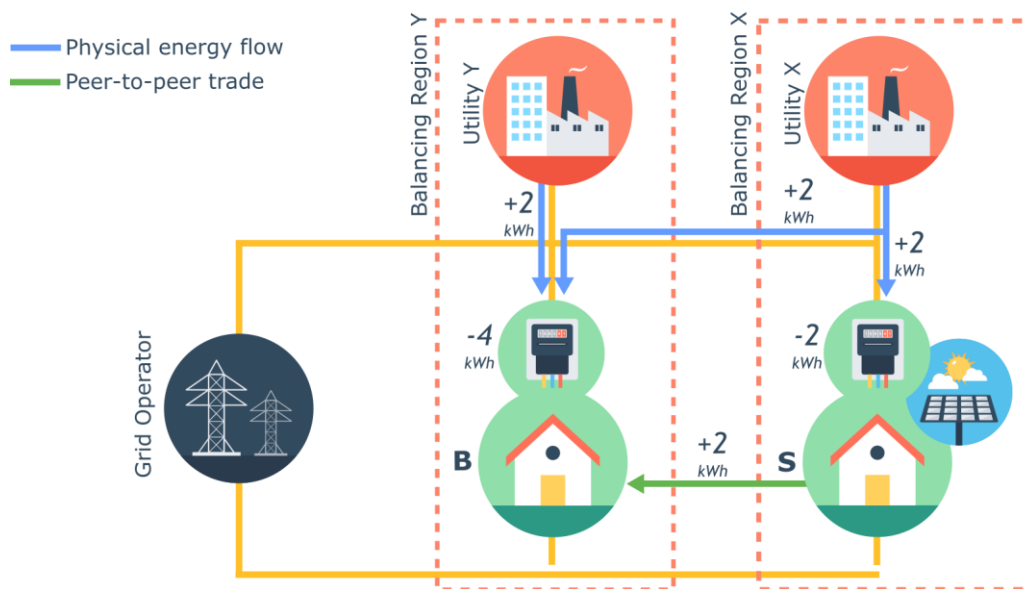 Physical energy flow
Peer-to-peer trade
Balancing Region Y
Utility Y
Balancing Region X
Utility X
+2
kWh
+2
kWh
+2
kWh
-4
kWh
-2
kWh
Grid Operator
B
+2
kWh
S